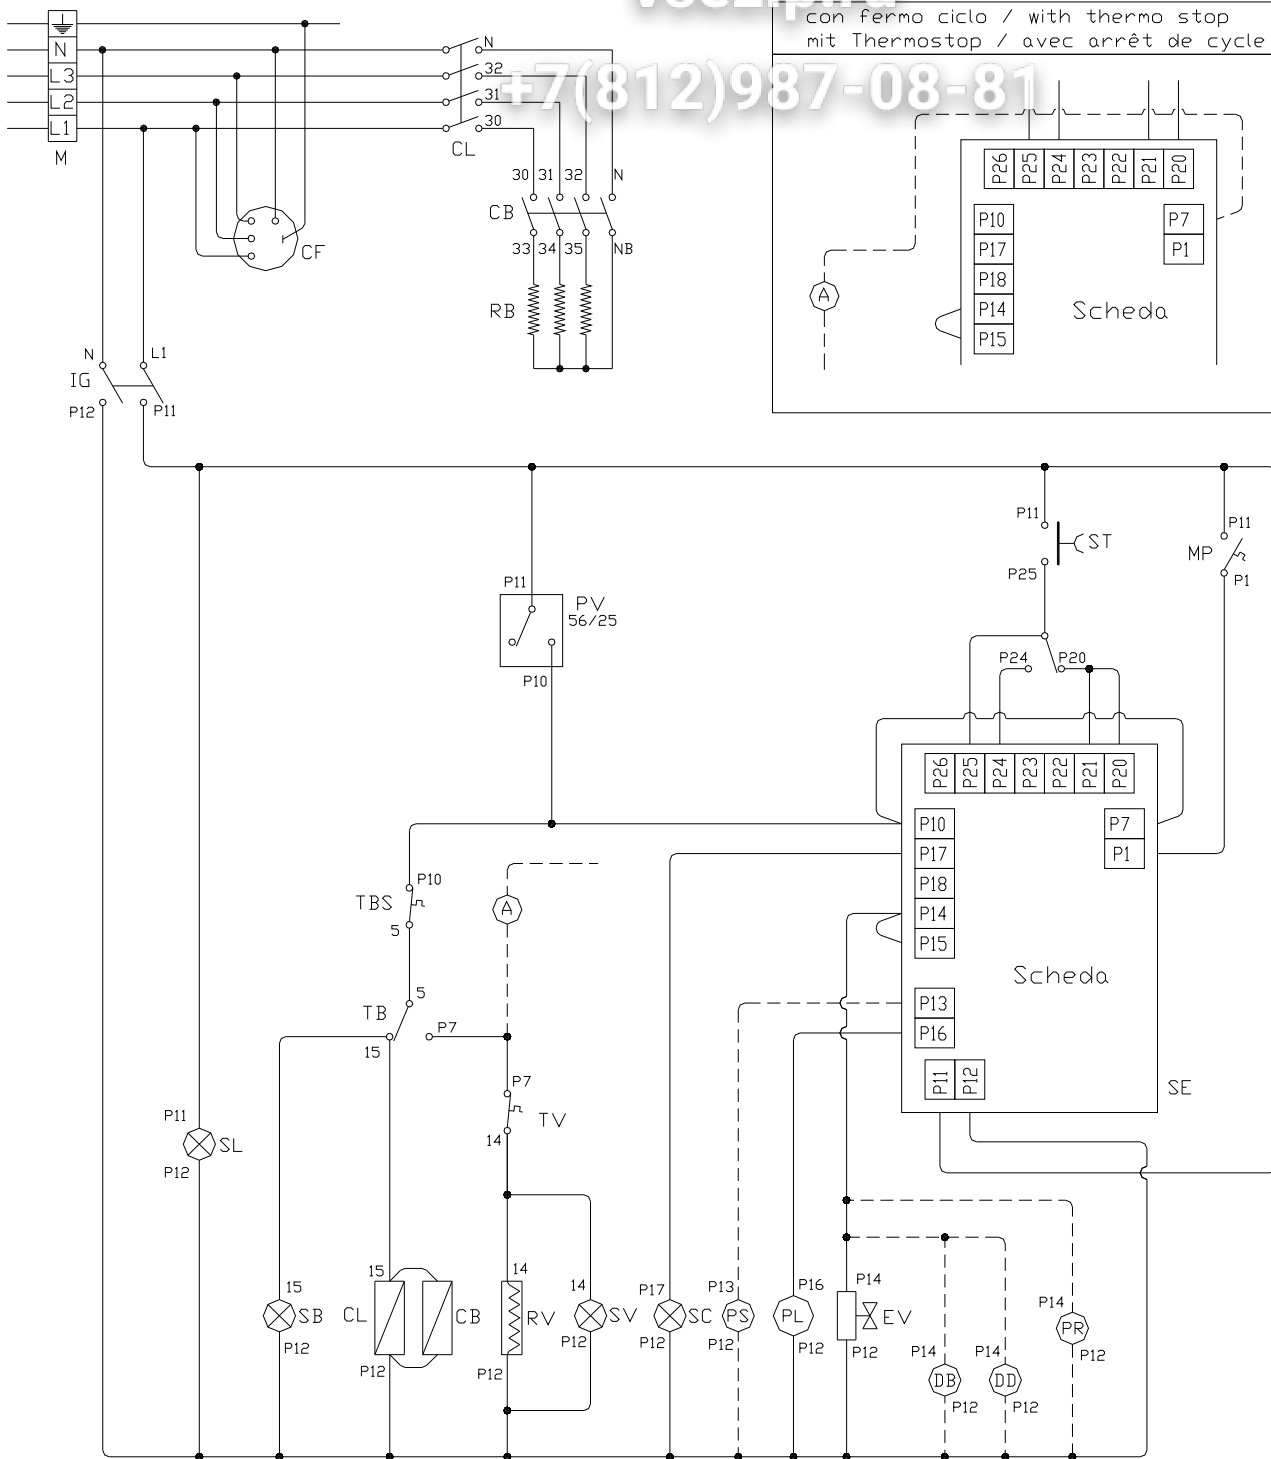 +7(812)987-08-81
con fermo ciclo / with thermo stop
mit Thermostop / avec arrêt de cycle
N
L3
L2
L1
M
N
32
31
30
CL
CF
30 31 32 N
CB
33 34 35 NB
RB
P26 P25 P24 P23 P22 P21 P20
P10
P17
P18
P14
P15
P7
P1
Scheda
A
N L1
IG
P12 P11
P11
PV
56/25
P10
P11
ST
P25
P24 P20
P11
MP
P1
P26 P25 P24 P23 P22 P21 P20
P10
P17
P18
P14
P15
P13
P16
P7
P1
Scheda
P11 P12
SE
P10
TBS
5
A
5
TB
15
P7
P7
TV
14
P11
SL
P12
15
SB
P12
15
CL CB
P12
14
RV
P12
14
SV
P12
P17
SC
P12
P13
PS
P12
P16
PL
P12
P14
EV
P12
P14
DB
P12
P14
DD
P12
P14
PR
P12